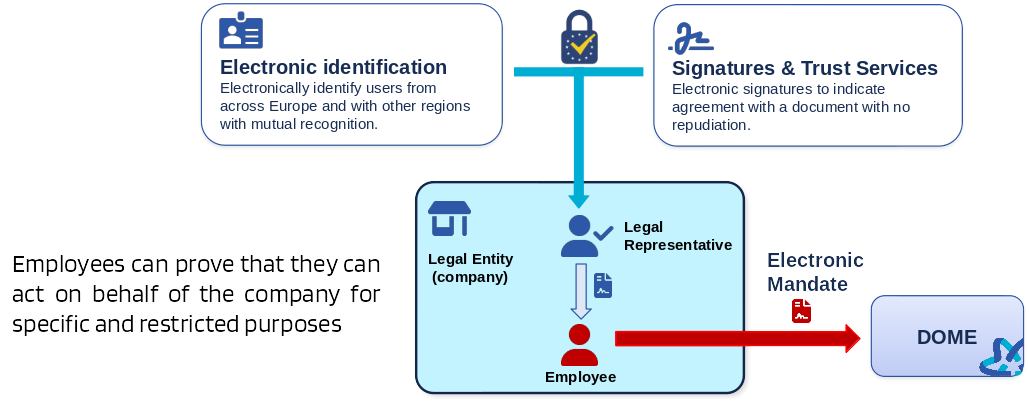 Electronic identification
Electronically identify users from
across Europe and with other regions
with mutual recognition.
Signatures & Trust Services
Electronic signatures to indicate
agreement with a document with no
repudiation.
Legal Entity
(company)
Legal
Representative
Employee
Employees can prove that they can
act on behalf of the company for
specific and restricted purposes
Electronic
Mandate
DOME